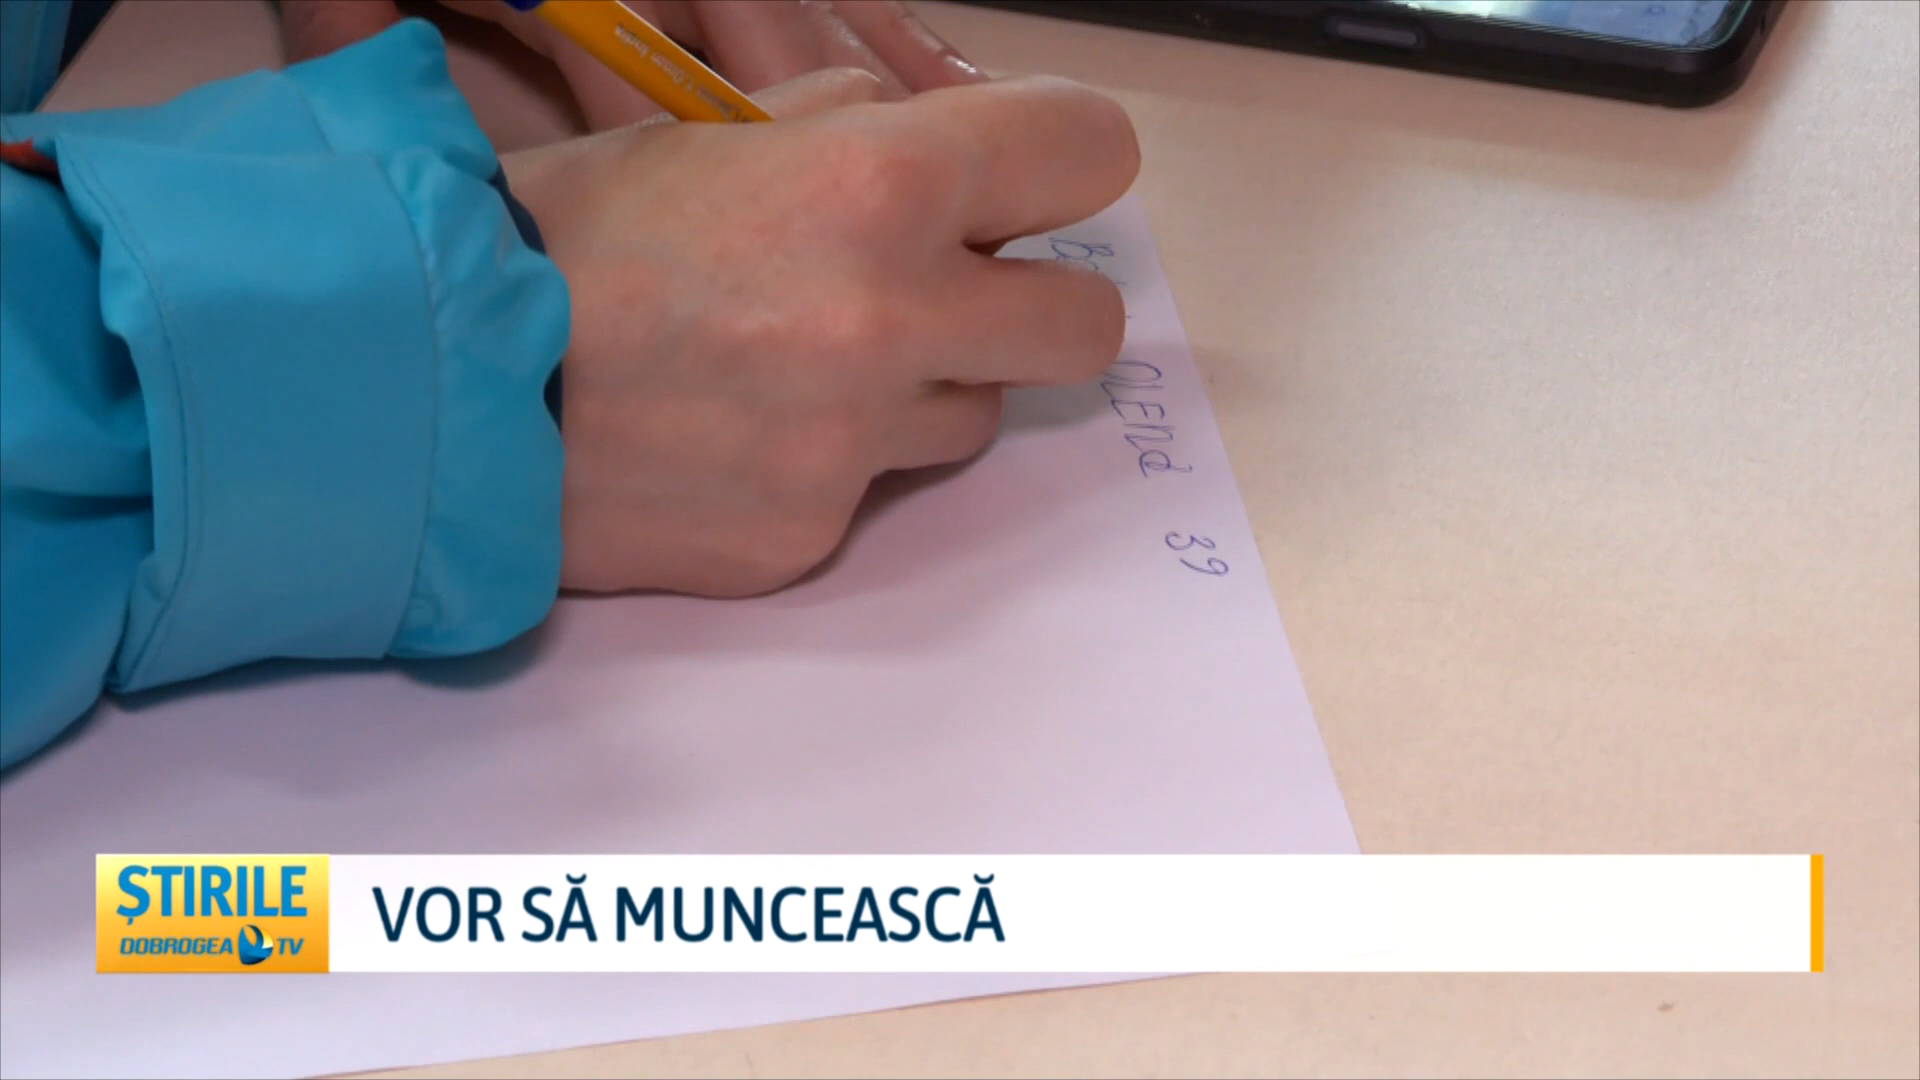 OLENA 39
ȘTIRILE
DOBROGEA TV
VOR SĂ MUNCEASCĂ